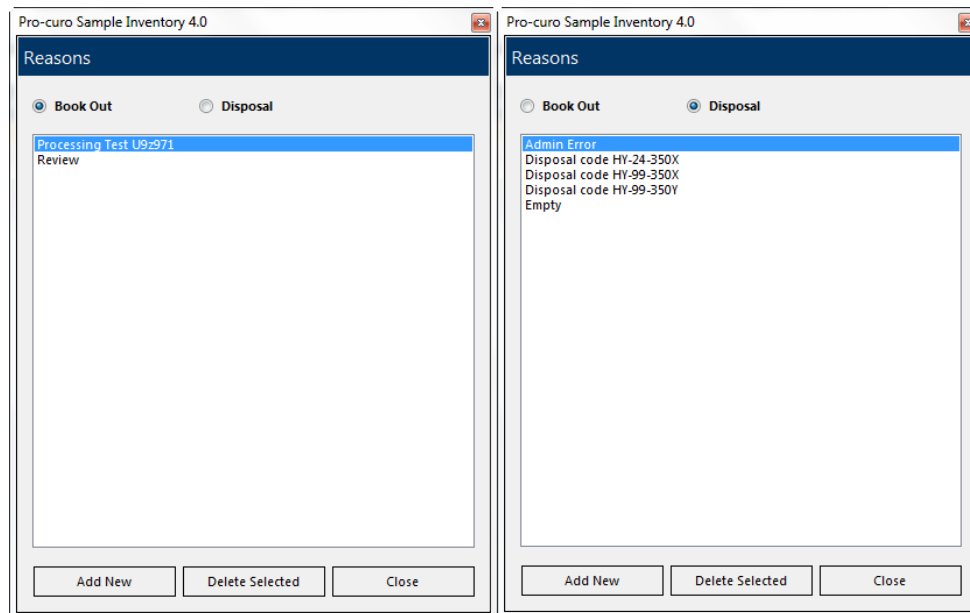 Pro-curo Sample Inventory 4.0
Reasons
Book Out
Disposal
Processing Test U9z971
Review
Add New
Delete Selected
Close
Pro-curo Sample Inventory 4.0
Reasons
Book Out
Disposal
Admin Error
Disposal code HY-24-350X
Disposal code HY-99-350X
Disposal code HY-99-350Y
Empty
Add New
Delete Selected
Close